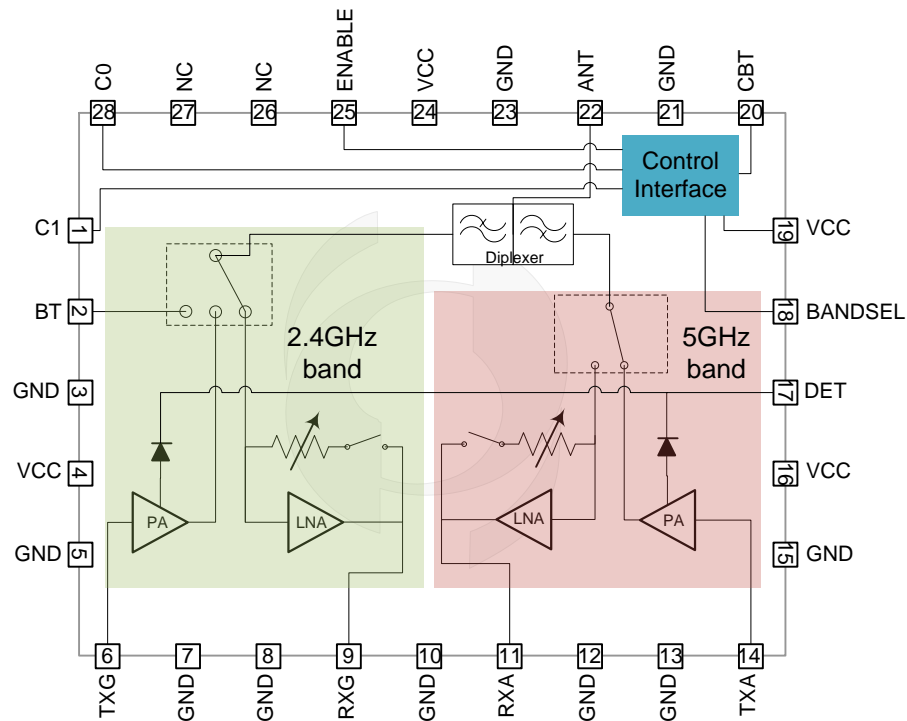 C0
NC
NC
ENABLE
VCC
GND
ANT
GND
CBT
28
27
26
25
24
23
22
21
20
Control
Interface
C1
1
19
VCC
Diplexer
BT
2
18
BANDSEL
2.4GHz
band
5GHz
band
GND
3
17
DET
VCC
4
16
VCC
PA
LNA
LNA
PA
GND
5
15
GND
6
7
8
9
10
11
12
13
14
TXG
GND
GND
RXG
GND
RXA
GND
GND
TXA